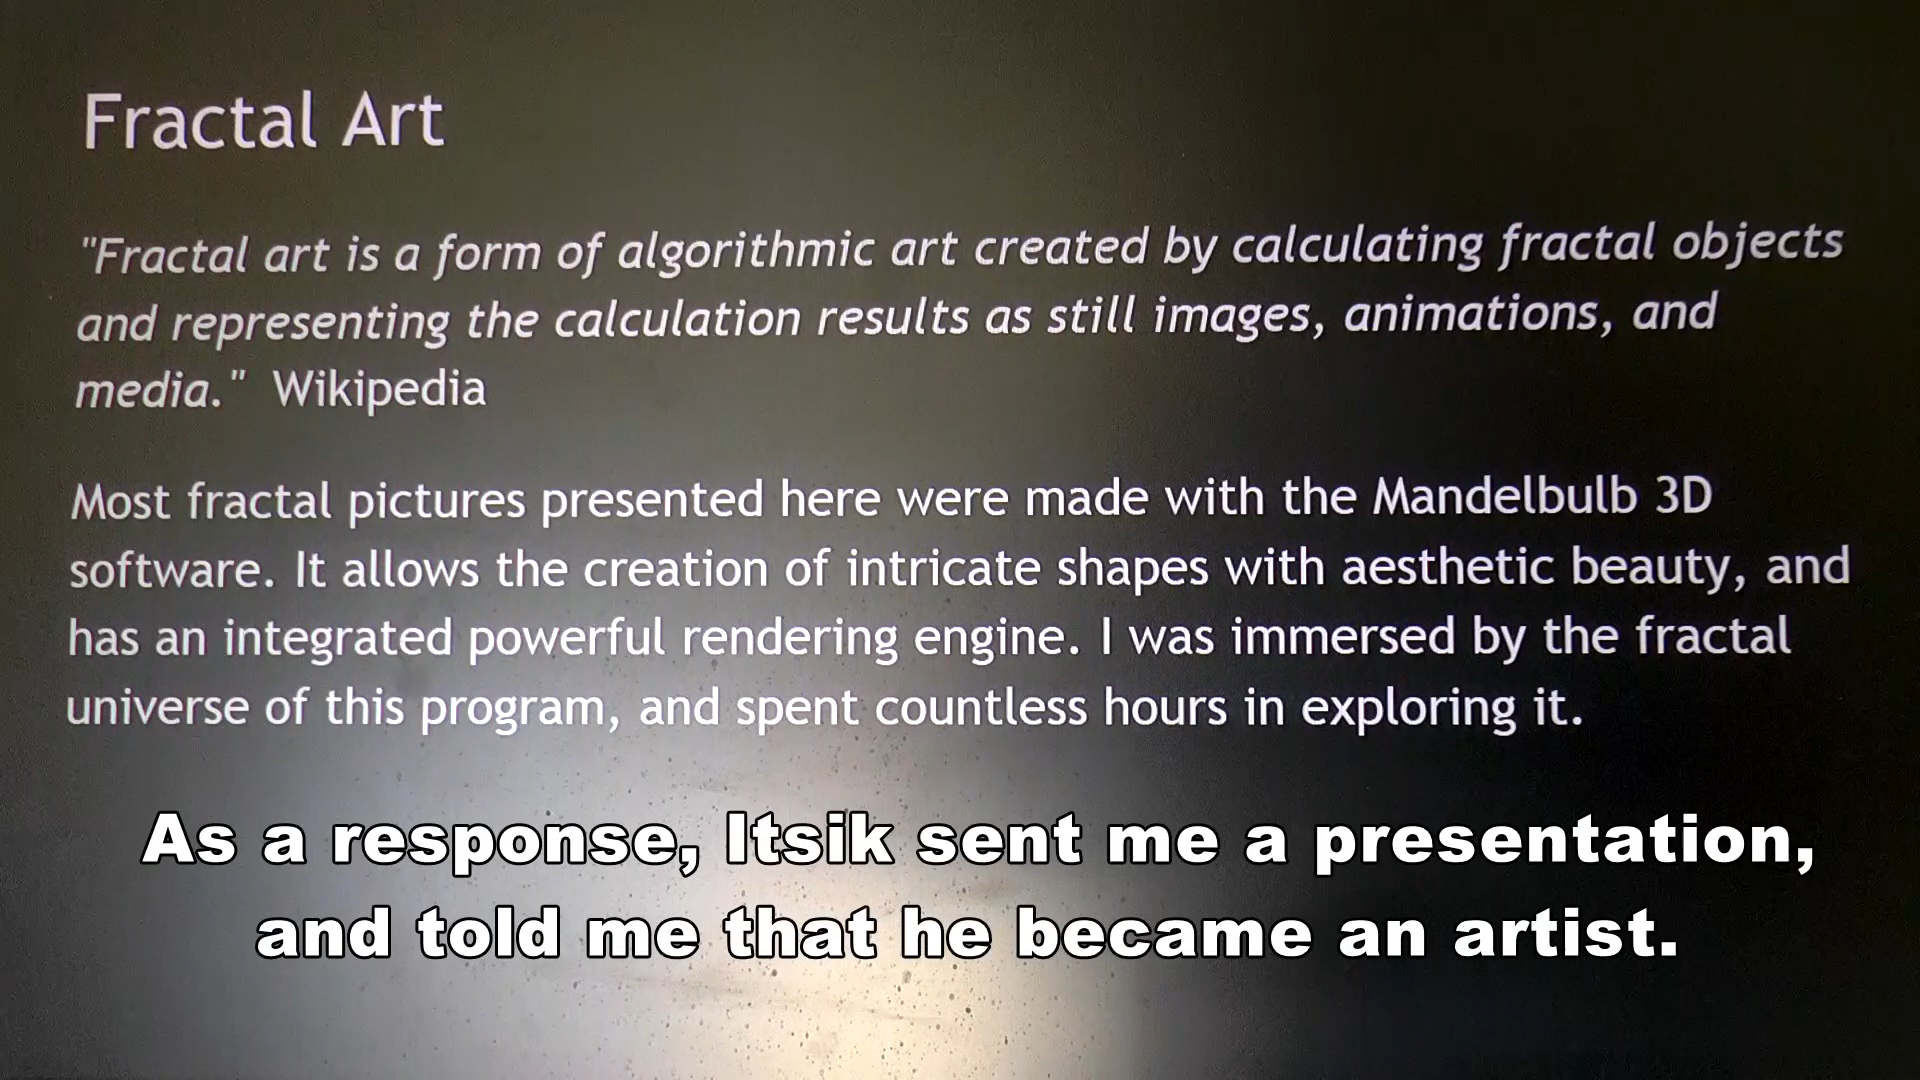 Fractal Art
"Fractal art is a form of algorithmic art created by calculating fractal objects
and representing the calculation results as still images, animations, and
media." Wikipedia
Most fractal pictures presented here were made with the Mandelbulb 3D
software. It allows the creation of intricate shapes with aesthetic beauty, and
has an integrated powerful rendering engine. I was immersed by the fractal
universe of this program, and spent countless hours in exploring it.
As a response, Itsik sent me a presentation,
and told me that he became an artist.